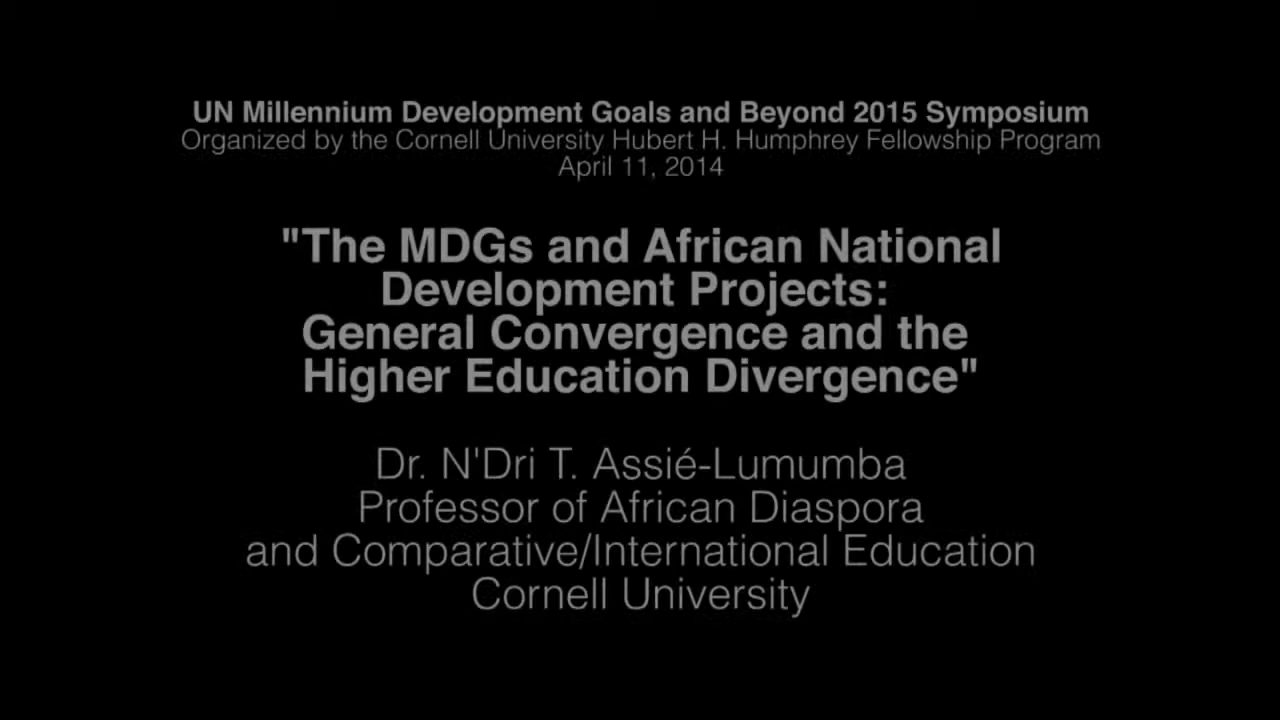 UN Millennium Development Goals and Beyond 2015 Symposium
Organized by the Cornell University Hubert H. Humphrey Fellowship Program
April 11, 2014
"The MDGs and African National
Development Projects:
General Convergence and the
Higher Education Divergence"
Dr. N'Dri T. Assié-Lumumba
Professor of African Diaspora
and Comparative/International Education
Cornell University